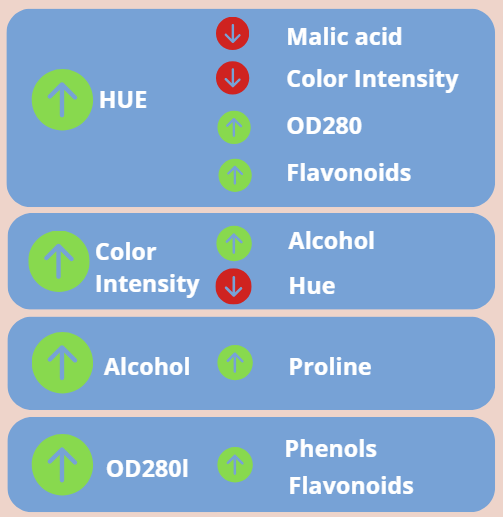 HUE
Malic acid
Color Intensity
OD280
Flavonoids
Color
Intensity
Alcohol
Hue
Alcohol
Proline
OD280l
Phenols
Flavonoids